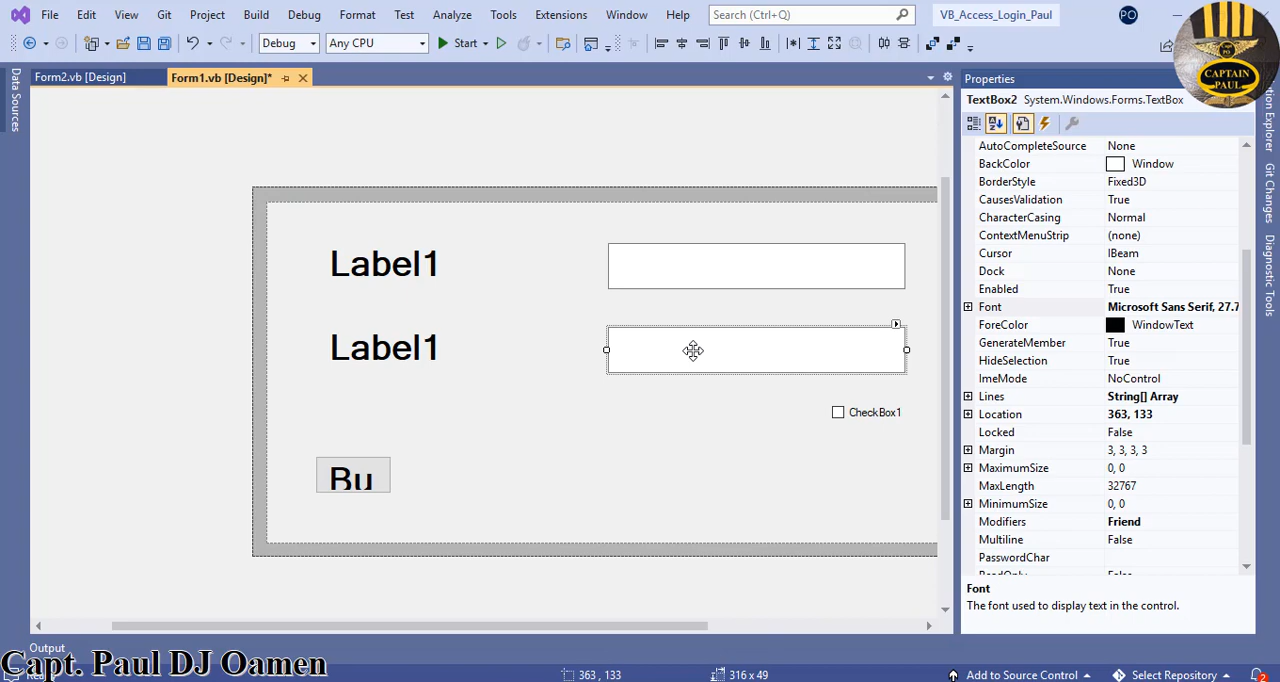 File Edit View Git Project Build Debug Format Test Analyze Tools Extensions Window Help Search (Ctrl+Q) VB_Access_Login_Paul PO
Debug Any CPU Start
CAPTAIN
PAUL
Form2.vb [Design] Form1.vb [Design]*
Data Sources
Properties
TextBox2 System.Windows.Forms.TextBox
AutoCompleteSource None
BackColor Window
BorderStyle Fixed3D
CausesValidation True
CharacterCasing Normal
ContextMenuStrip (none)
Cursor IBeam
Dock None
Enabled True
Font Microsoft Sans Serif, 27.7
ForeColor WindowText
GenerateMember True
HideSelection True
ImeMode NoControl
Lines String[] Array
Location 363, 133
Locked False
Margin 3, 3, 3, 3
MaximumSize 0, 0
MaxLength 32767
MinimumSize 0, 0
Modifiers Friend
Multiline False
PasswordChar
Font
The font used to display text in the control.
Explorer
Git Changes
Diagnostic Tools
Label1
Label1
CheckBox1
Bu
Output
Capt. Paul DJ Oamen
363 , 133 316 x 49 Add to Source Control Select Repository 2